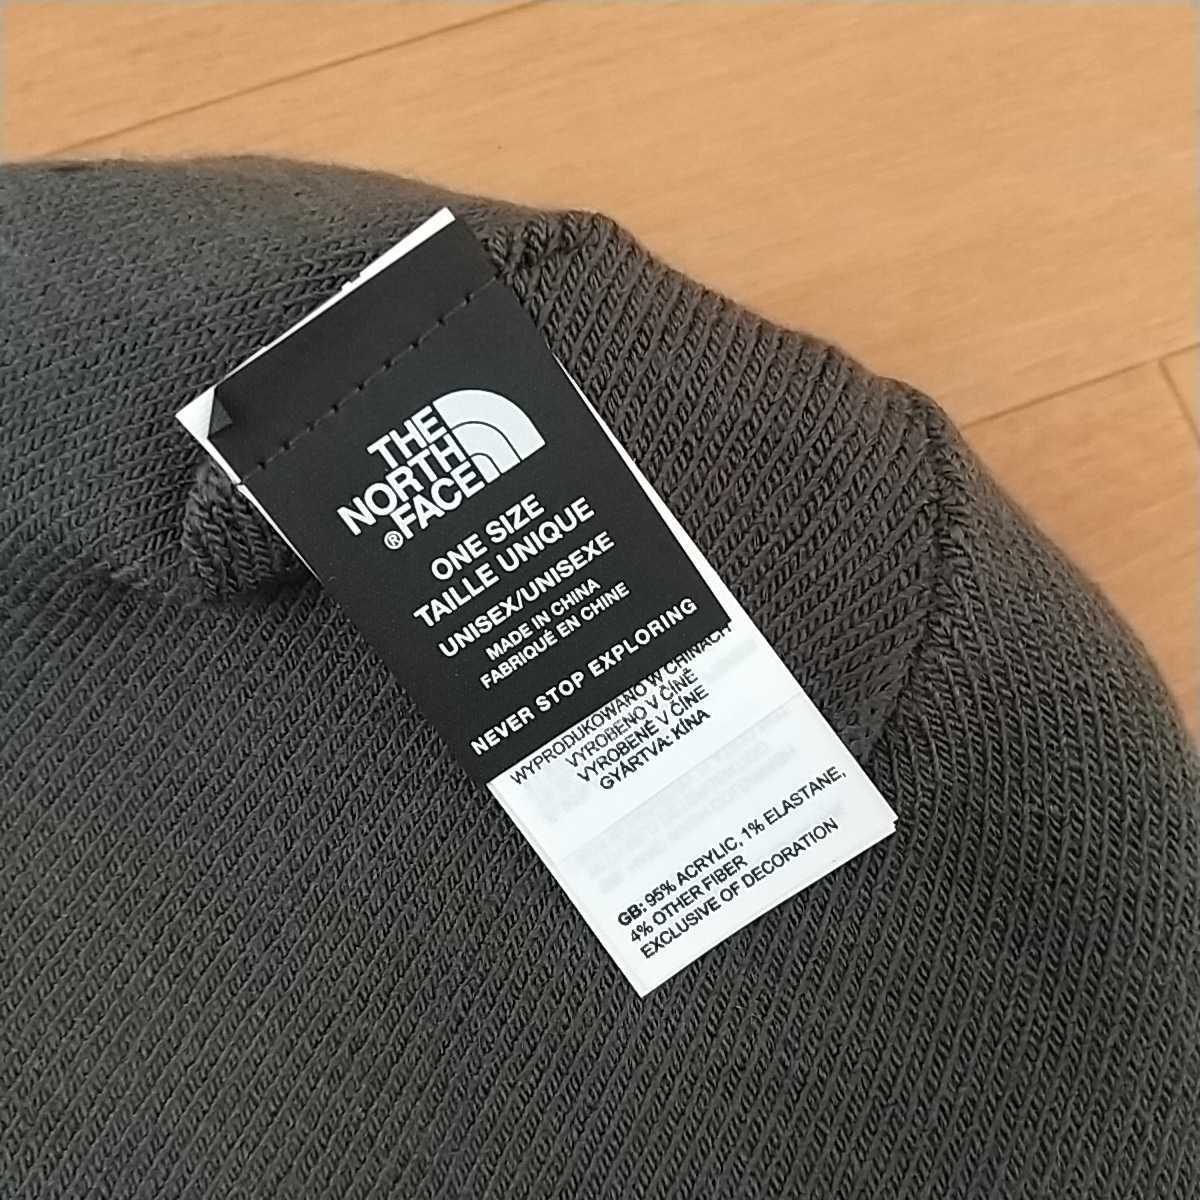 THE
NORTH
FACE®
ONE SIZE
TAILLE UNIQUE
UNISEX/UNISEXE
MADE IN CHINA
FABRIQUÉ EN CHINE
NEVER STOP EXPLORING
WYPRODUKOWANO W CHINACH
VYROBENO V ČÍNĚ
VYROBENÉ V ČÍNE
GYÁRTVA: KÍNA
GB: 95% ACRYLIC, 1% ELASTANE,
4% OTHER FIBER
EXCLUSIVE OF DECORATION